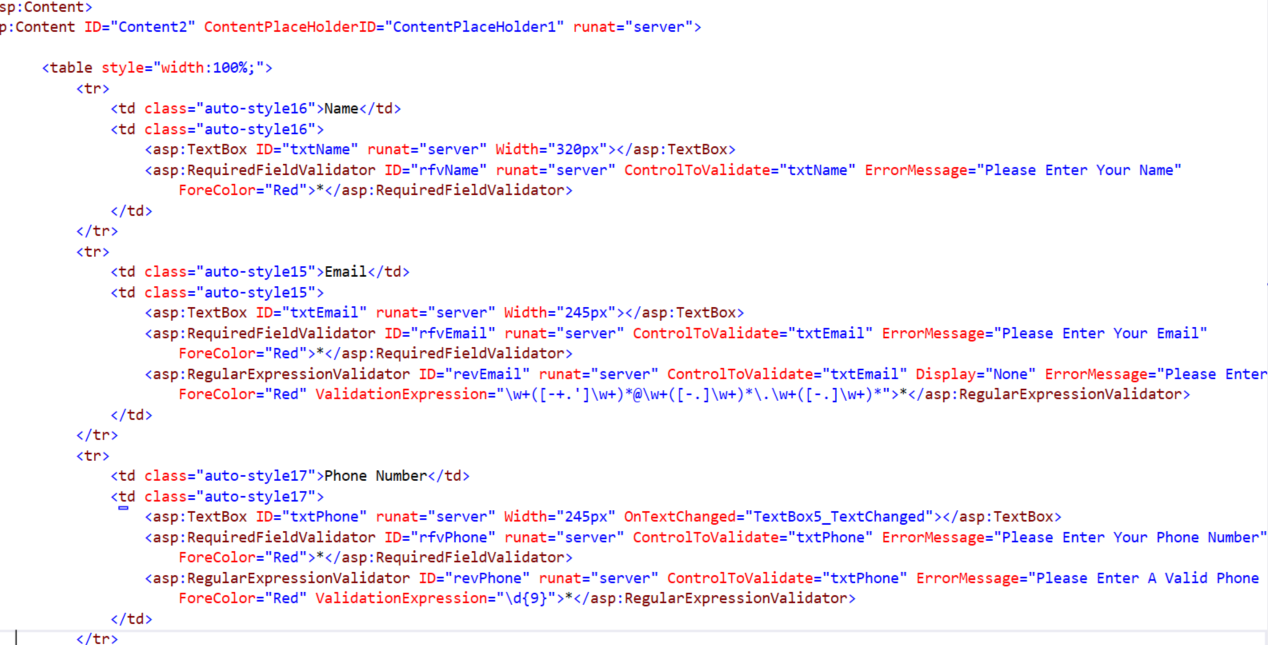 sp:Content>
p:Content ID="Content2" ContentPlaceHolderID="ContentPlaceHolder1" runat="server">
<table style="width:100%;">
<tr>
<td class="auto-style16">Name</td>
<td class="auto-style16">
<asp:TextBox ID="txtName" runat="server" Width="320px"></asp:TextBox>
<asp:RequiredFieldValidator ID="rfvName" runat="server" ControlToValidate="txtName" ErrorMessage="Please Enter Your Name"
ForeColor="Red">*</asp:RequiredFieldValidator>
</td>
</tr>
<tr>
<td class="auto-style15">Email</td>
<td class="auto-style15">
<asp:TextBox ID="txtEmail" runat="server" Width="245px"></asp:TextBox>
<asp:RequiredFieldValidator ID="rfvEmail" runat="server" ControlToValidate="txtEmail" ErrorMessage="Please Enter Your Email"
ForeColor="Red">*</asp:RequiredFieldValidator>
<asp:RegularExpressionValidator ID="revEmail" runat="server" ControlToValidate="txtEmail" Display="None" ErrorMessage="Please Enter
ForeColor="Red" ValidationExpression="\w+([-+.']\w+)*@\w+([-.]\w+)*\.\w+([-.]\w+)*">*</asp:RegularExpressionValidator>
</td>
</tr>
<tr>
<td class="auto-style17">Phone Number</td>
<td class="auto-style17">
<asp:TextBox ID="txtPhone" runat="server" Width="245px" OnTextChanged="TextBox5_TextChanged"></asp:TextBox>
<asp:RequiredFieldValidator ID="rfvPhone" runat="server" ControlToValidate="txtPhone" ErrorMessage="Please Enter Your Phone Number"
ForeColor="Red">*</asp:RequiredFieldValidator>
<asp:RegularExpressionValidator ID="revPhone" runat="server" ControlToValidate="txtPhone" ErrorMessage="Please Enter A Valid Phone
ForeColor="Red" ValidationExpression="\d{9}">*</asp:RegularExpressionValidator>
</td>
</tr>